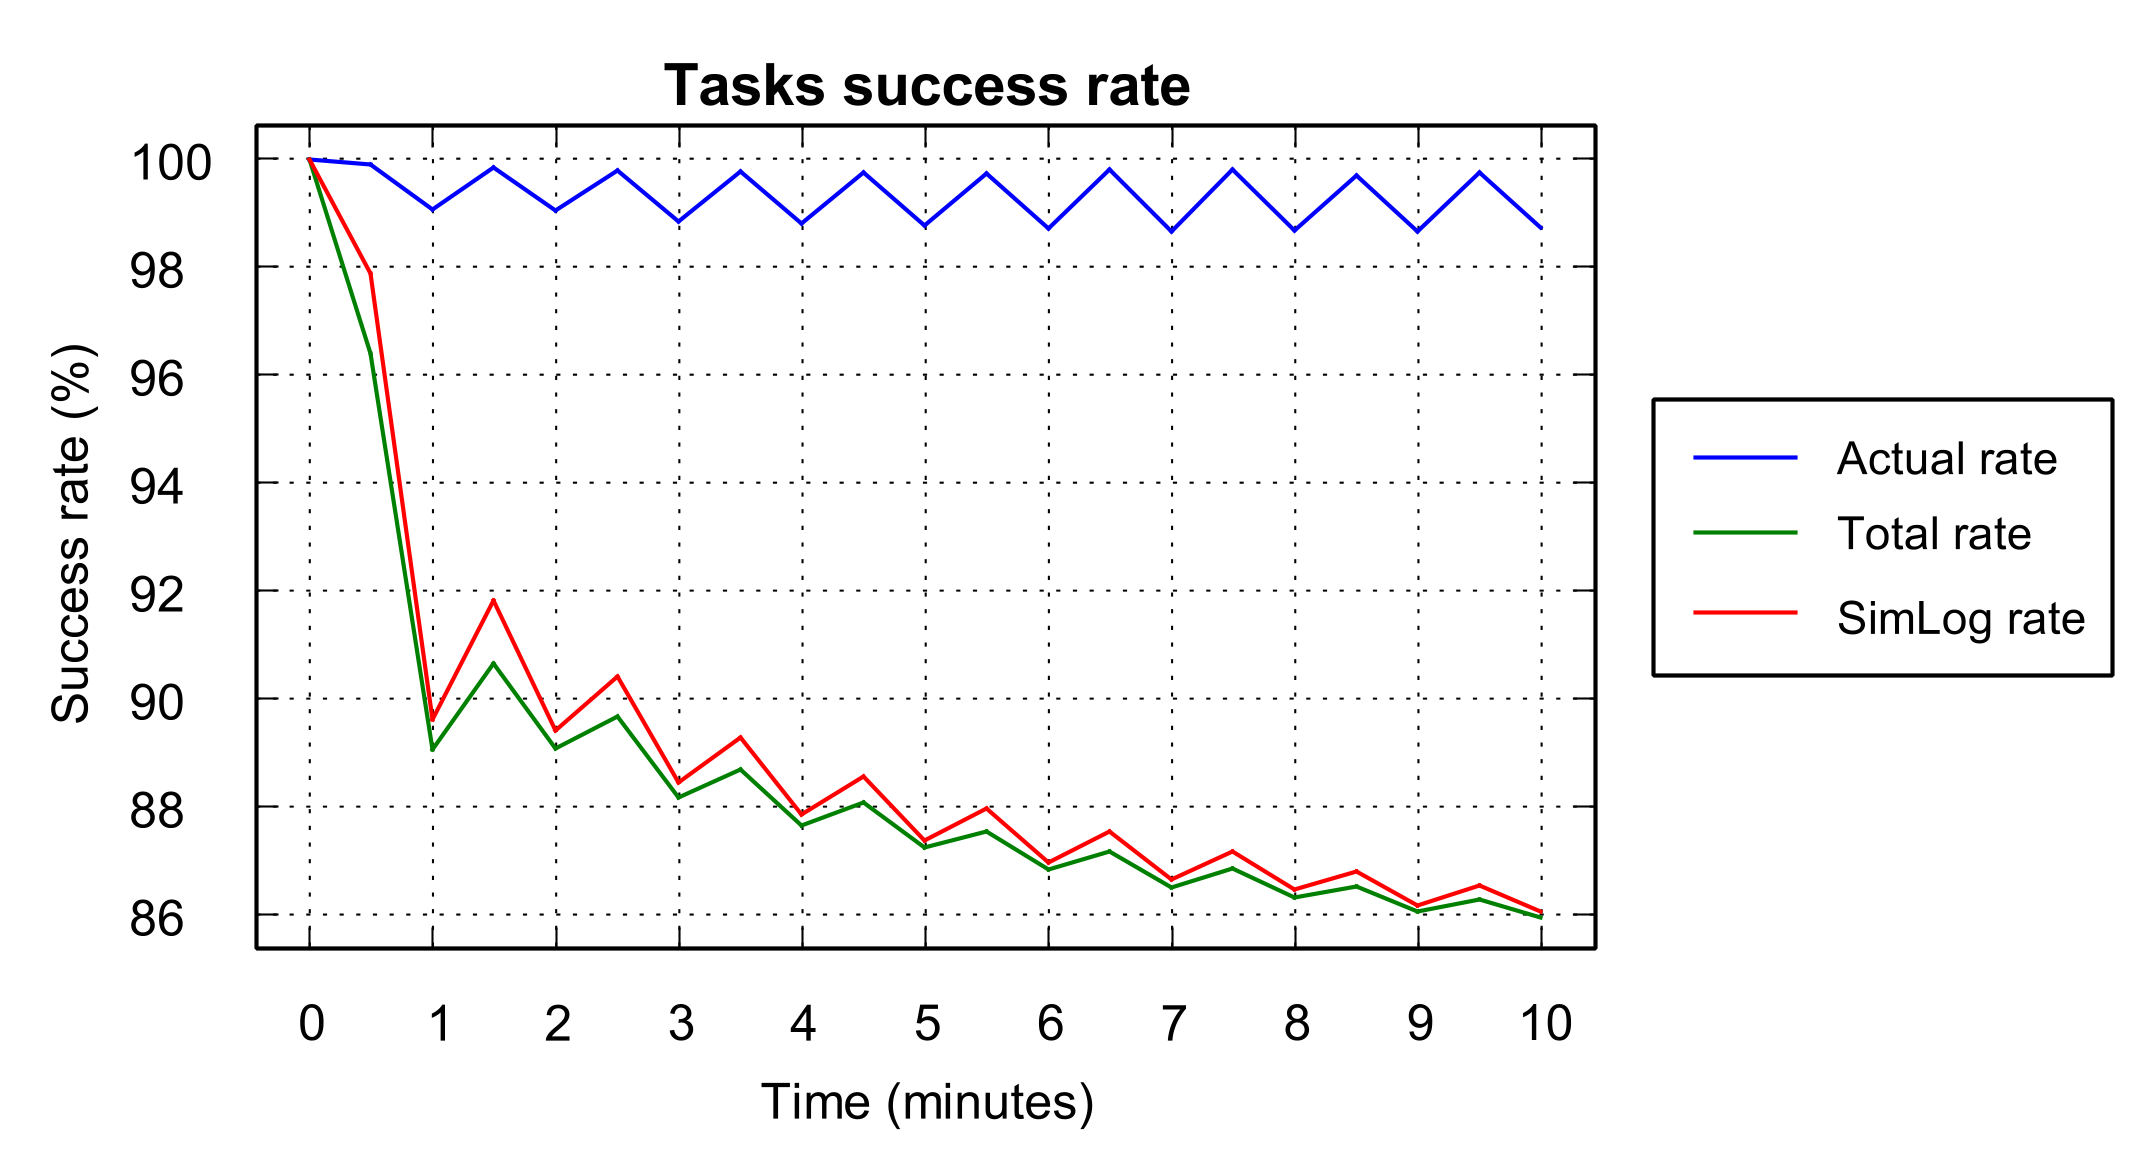 Tasks success rate
100
98
96
94
92
90
88
86
Success rate (%)
0 1 2 3 4 5 6 7 8 9 10
Time (minutes)
Actual rate
Total rate
SimLog rate